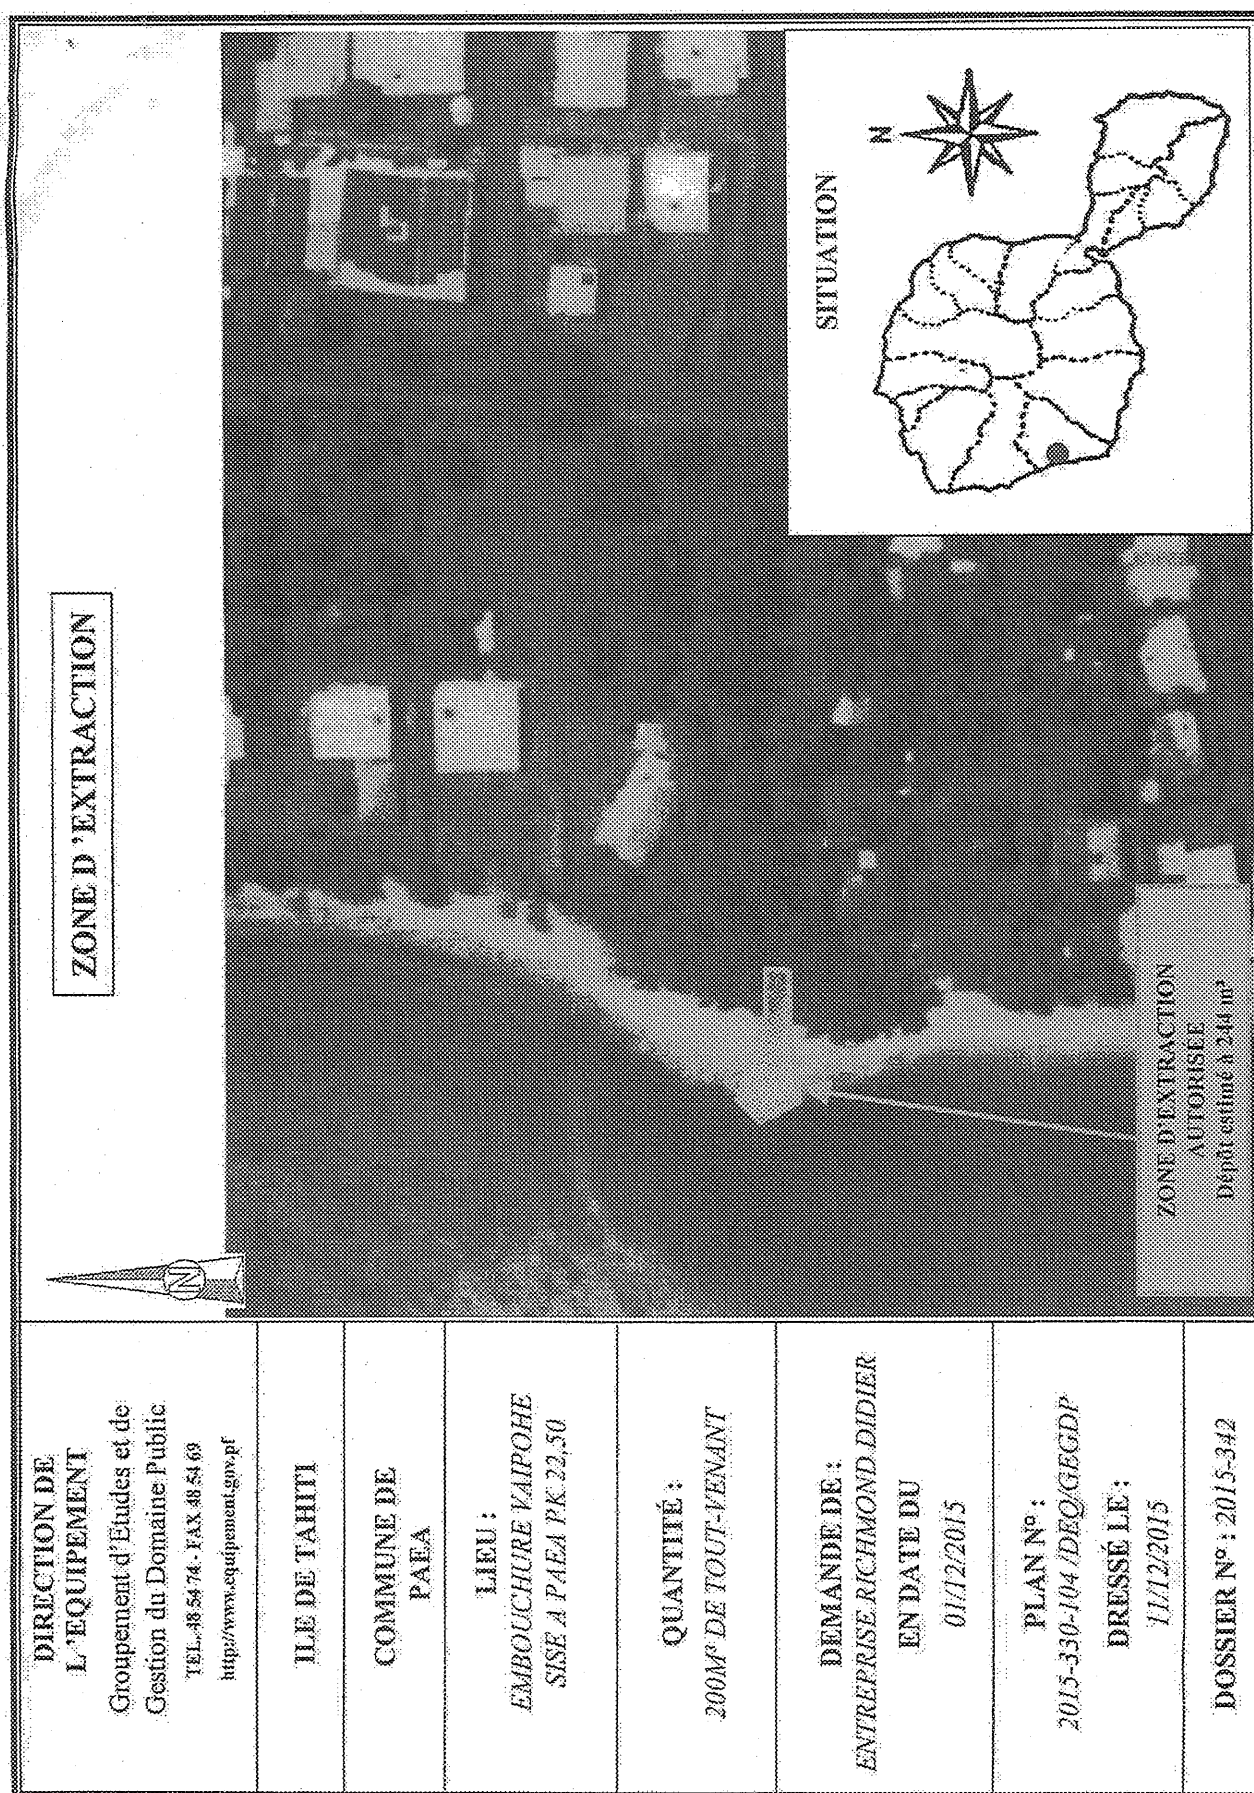 DIRECTION DE
L'EQUIPEMENT
Groupement d'Etudes et de
Gestion du Domaine Public
TEL.48 54 74 - FAX 48 54 69
http://www.equipement.gov.pf
ILE DE TAHITI
COMMUNE DE
PAEA
LIEU :
EMBOUCHURE VAIPOHE
SISE A PAEA PK 22,50
QUANTITÉ :
200M³ DE TOUT-VENANT
DEMANDE DE :
ENTREPRISE RICHMOND DIDIER
EN DATE DU
01/12/2015
PLAN N° :
2015-330-104 /DEQ/GEGDP
DRESSÉ LE :
11/12/2015
DOSSIER N° : 2015-342
N
ZONE D 'EXTRACTION
ZONE D'EXTRACTION
AUTORISEE
Dépôt estimé à 244 m³
SITUATION
N